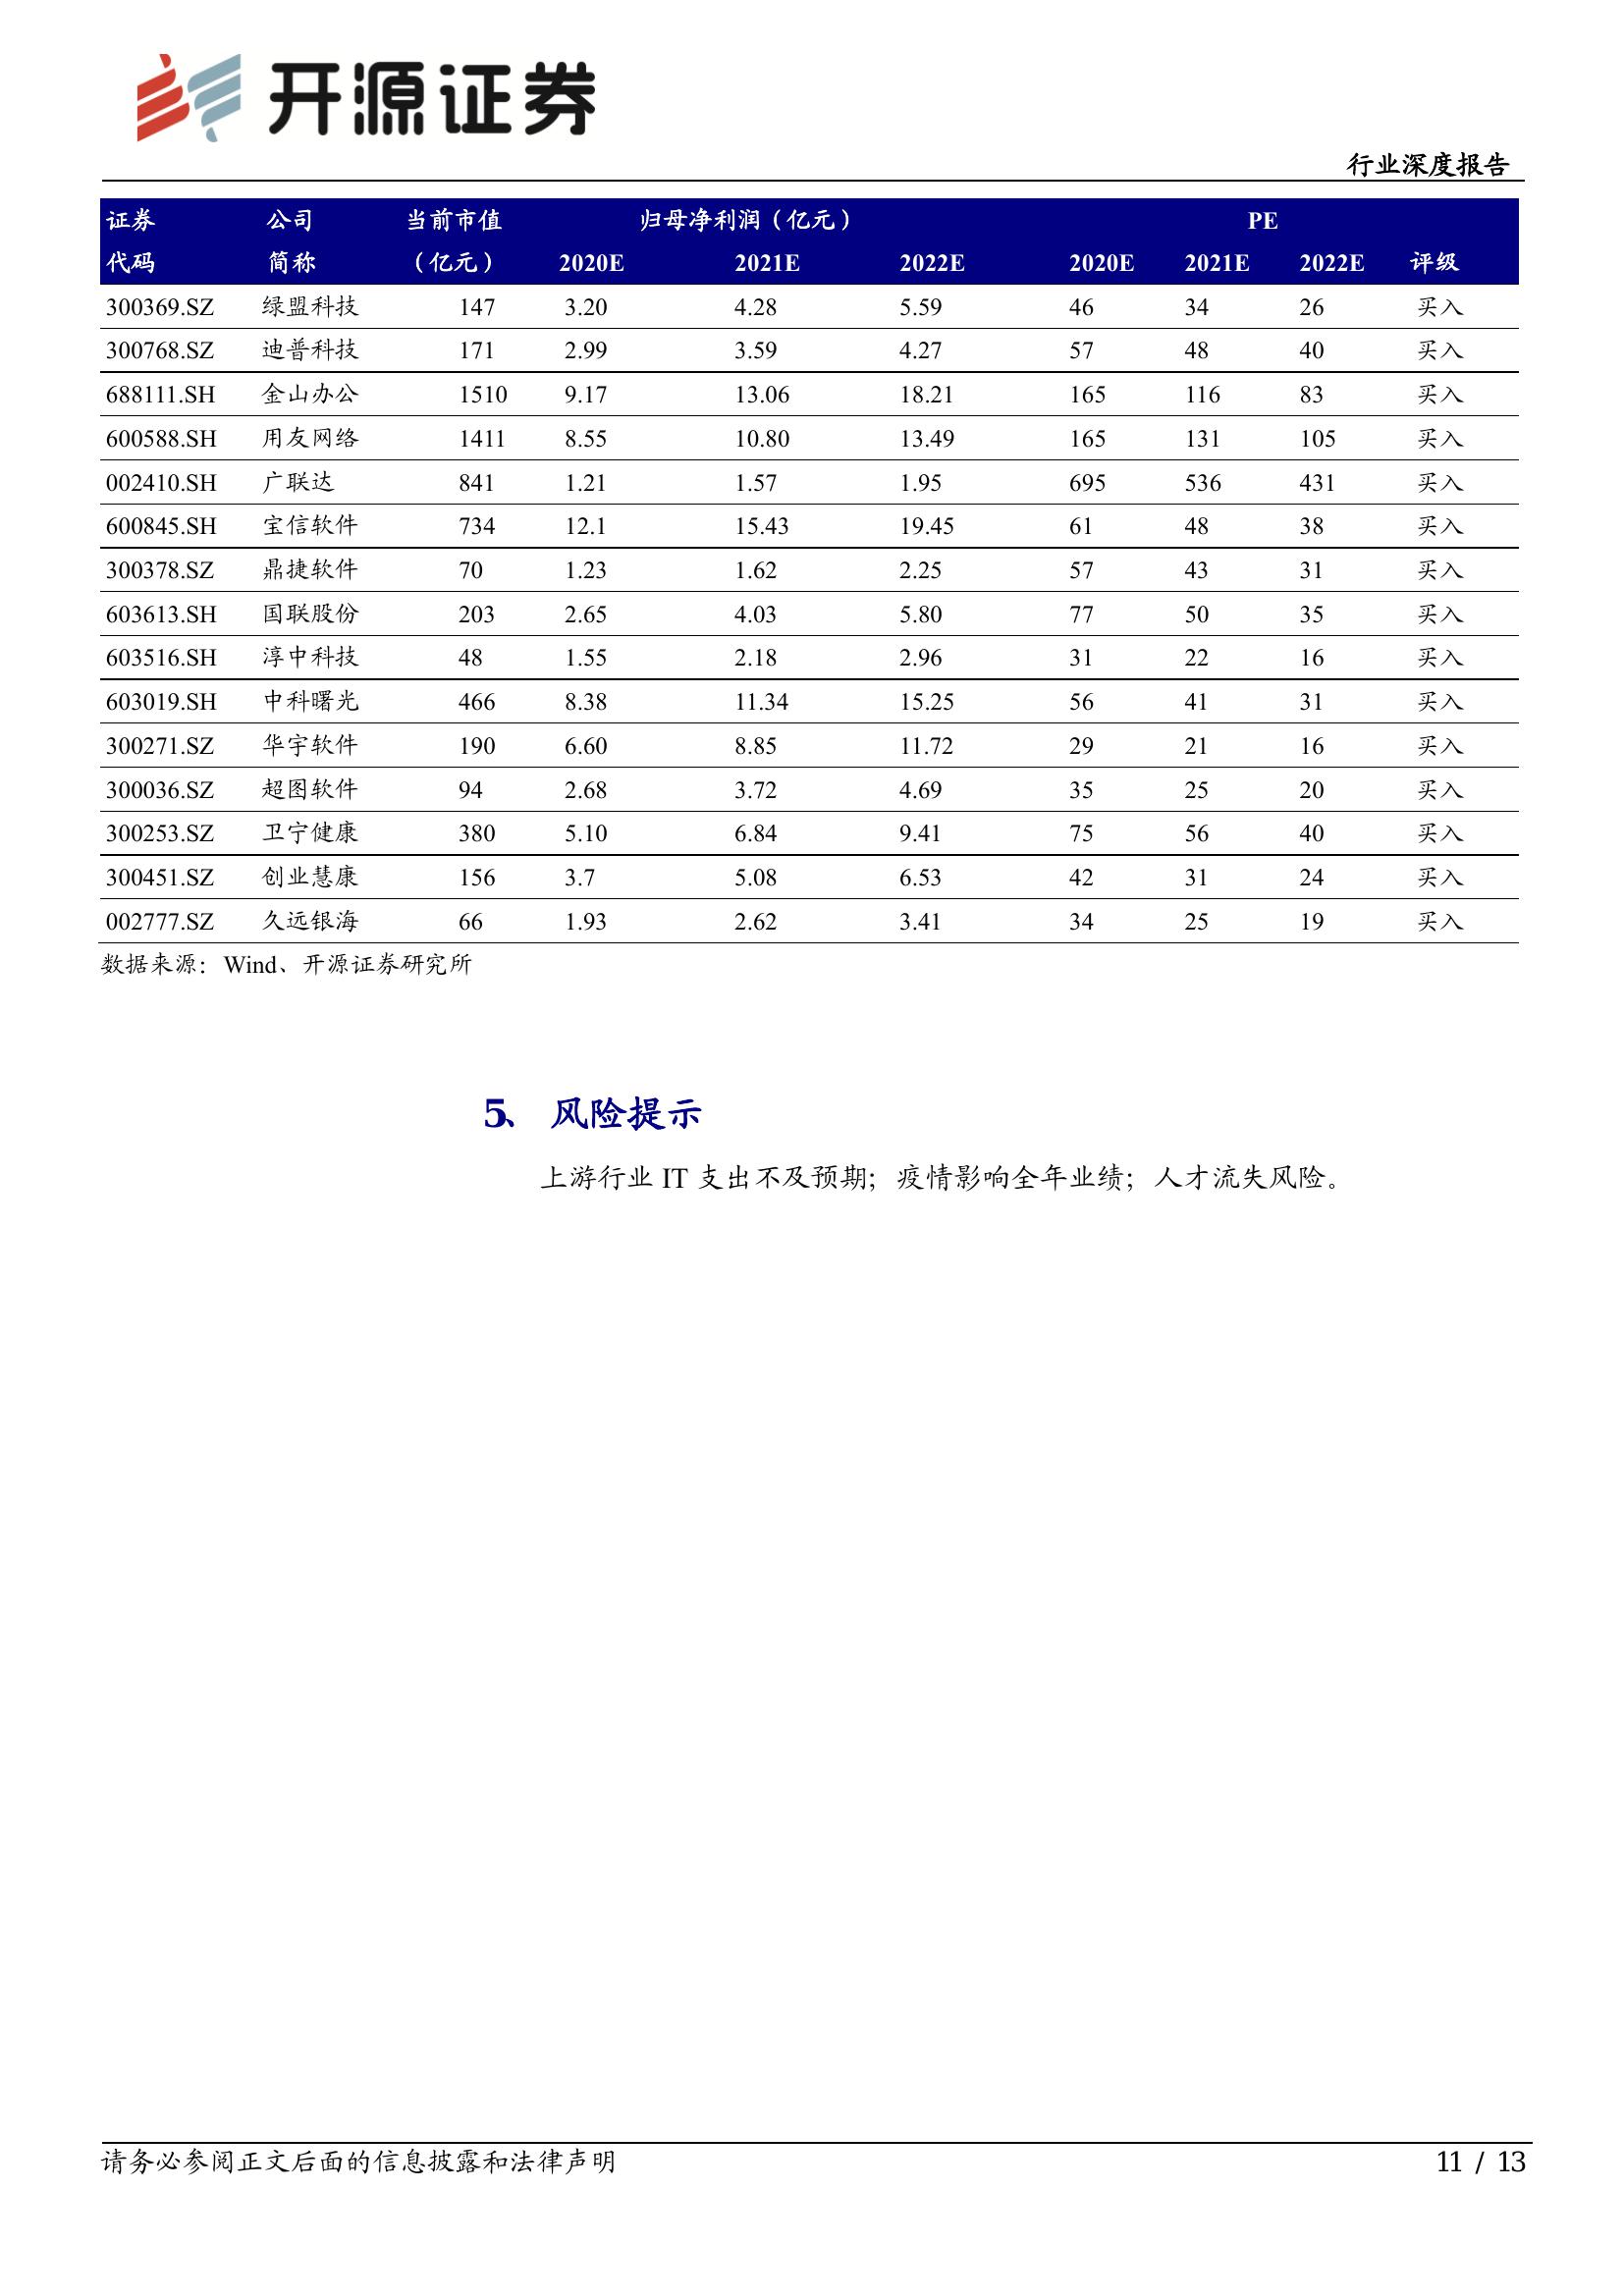 开源证券
行业深度报告
证券 公司 当前市值 归母净利润（亿元） PE
代码 简称 （亿元） 2020E 2021E 2022E 2020E 2021E 2022E 评级
300369.SZ 绿盟科技 147 3.20 4.28 5.59 46 34 26 买入
300768.SZ 迪普科技 171 2.99 3.59 4.27 57 48 40 买入
688111.SH 金山办公 1510 9.17 13.06 18.21 165 116 83 买入
600588.SH 用友网络 1411 8.55 10.80 13.49 165 131 105 买入
002410.SH 广联达 841 1.21 1.57 1.95 695 536 431 买入
600845.SH 宝信软件 734 12.1 15.43 19.45 61 48 38 买入
300378.SZ 鼎捷软件 70 1.23 1.62 2.25 57 43 31 买入
603613.SH 国联股份 203 2.65 4.03 5.80 77 50 35 买入
603516.SH 淳中科技 48 1.55 2.18 2.96 31 22 16 买入
603019.SH 中科曙光 466 8.38 11.34 15.25 56 41 31 买入
300271.SZ 华宇软件 190 6.60 8.85 11.72 29 21 16 买入
300036.SZ 超图软件 94 2.68 3.72 4.69 35 25 20 买入
300253.SZ 卫宁健康 380 5.10 6.84 9.41 75 56 40 买入
300451.SZ 创业慧康 156 3.7 5.08 6.53 42 31 24 买入
002777.SZ 久远银海 66 1.93 2.62 3.41 34 25 19 买入
数据来源：Wind、开源证券研究所
5、 风险提示
上游行业 IT 支出不及预期；疫情影响全年业绩；人才流失风险。
请务必参阅正文后面的信息披露和法律声明 11 / 13